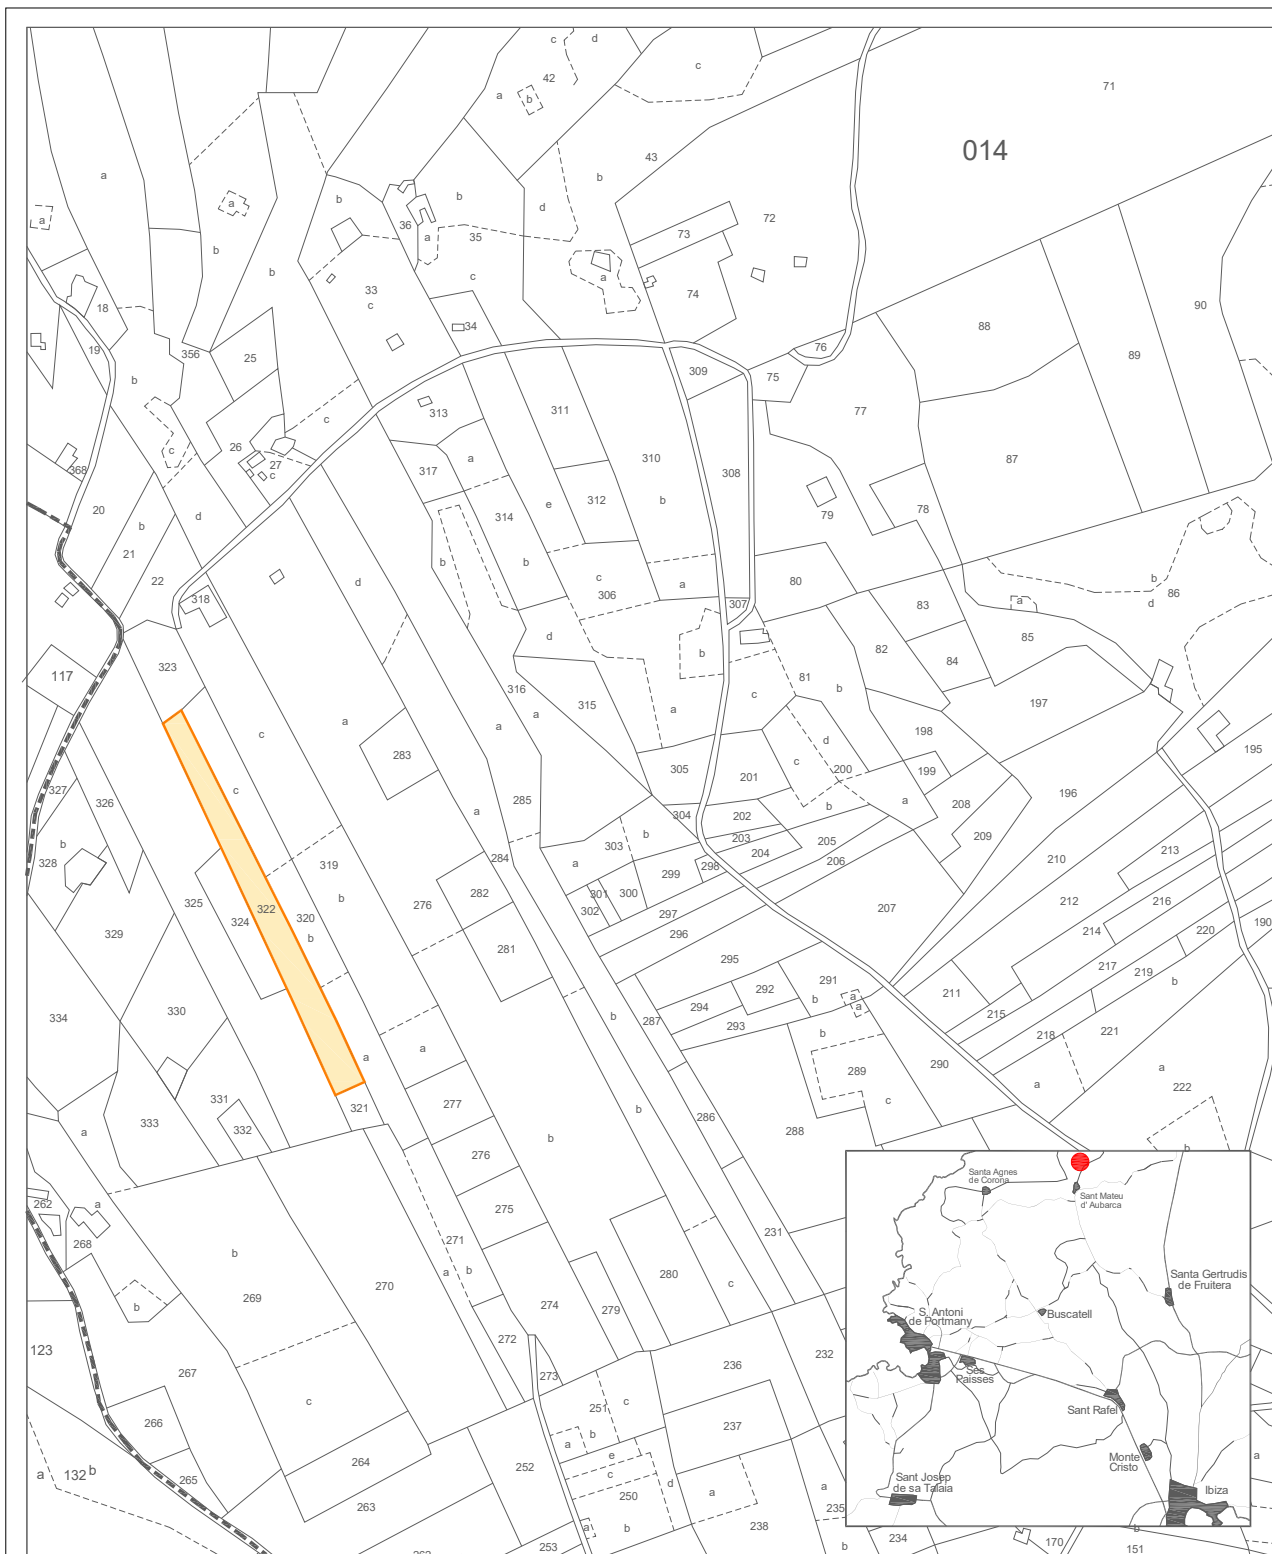 c
d
42
c
a
b
71
014
43
a
b
a
b
b
b
36
a
35
d
72
73
a
b
b
c
a
74
33
c
90
18
34
88
76
19
356
25
309
89
75
b
313
311
77
c
26
a
310
308
87
c
27
c
368
317
e
312
b
314
79
78
20
b
d
21
b
b
c
306
a
80
b
86
d
22
d
318
307
a
83
85
d
82
323
b
84
117
81
316
c
b
197
315
a
a
c
a
a
198
d
283
195
305
c
c
201
200
199
327
326
285
a
208
196
304
202
b
a
b
209
303
b
203
205
328
319
284
a
204
206
210
213
b
298
299
282
301
300
212
216
325
276
302
322
320
324
297
207
190
220
329
296
214
b
281
295
217
219
b
291
292
a
a
211
b
334
330
294
215
b
287
293
b
218
221
a
a
290
a
a
289
331
277
c
222
321
b
286
333
332
288
b
a
276
b
275
a
262
231
271
268
b
a
b
280
270
269
c
b
274
279
272
123
232
236
267
273
c
251
c
266
b
237
a
e
264
252
c
265
d
a
132
b
250
a
a
263
235
a
b
238
234
253
b
170
b
151
a
Santa Agnes
de Corona
Sant Mateu
d' Aubarca
Santa Gertrudis
de Fruitera
S. Antoni
de Portmany
Buscatell
Ses
Paisses
Sant Rafel
Monte
Cristo
Sant Josep
de sa Talaia
Ibiza